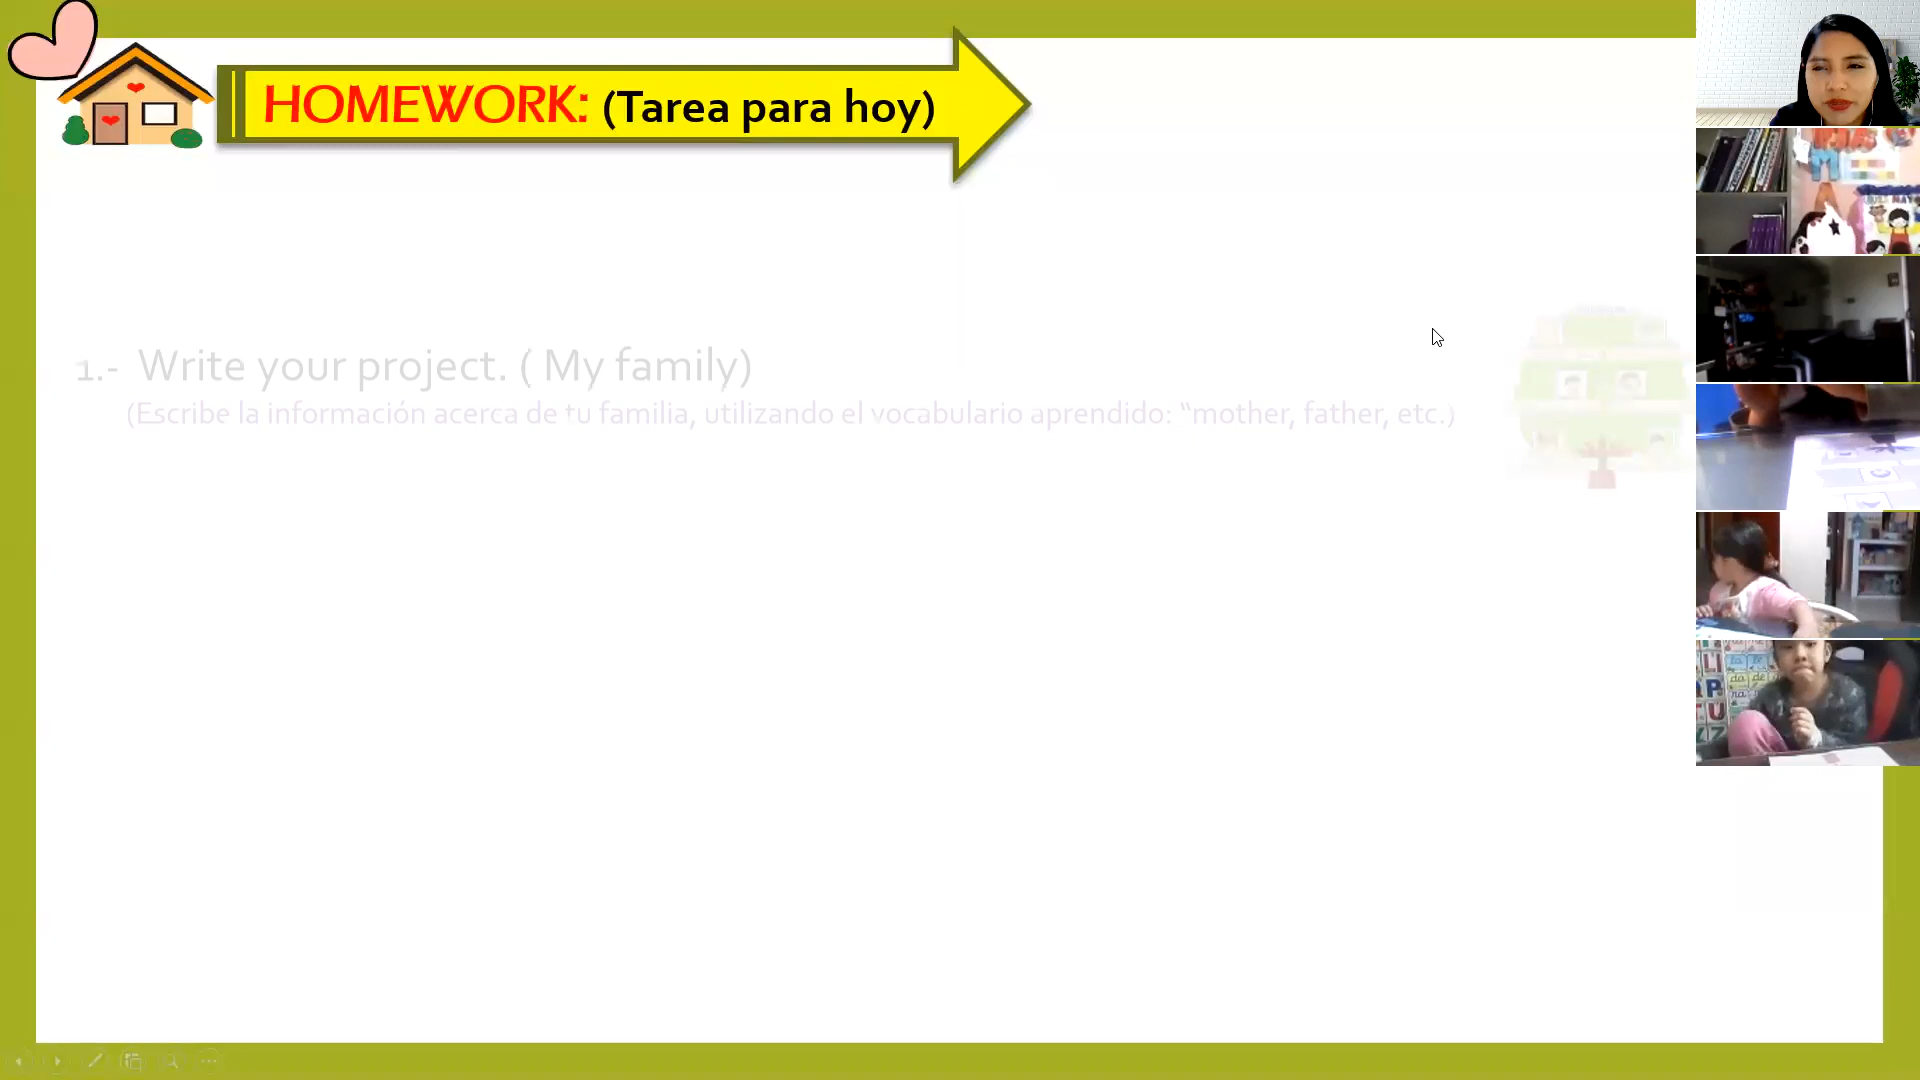 HOMEWORK: (Tarea para hoy)
1.- Write your project. ( My family)
(Escribe la información acerca de tu familia, utilizando el vocabulario aprendido: “mother, father, etc.)